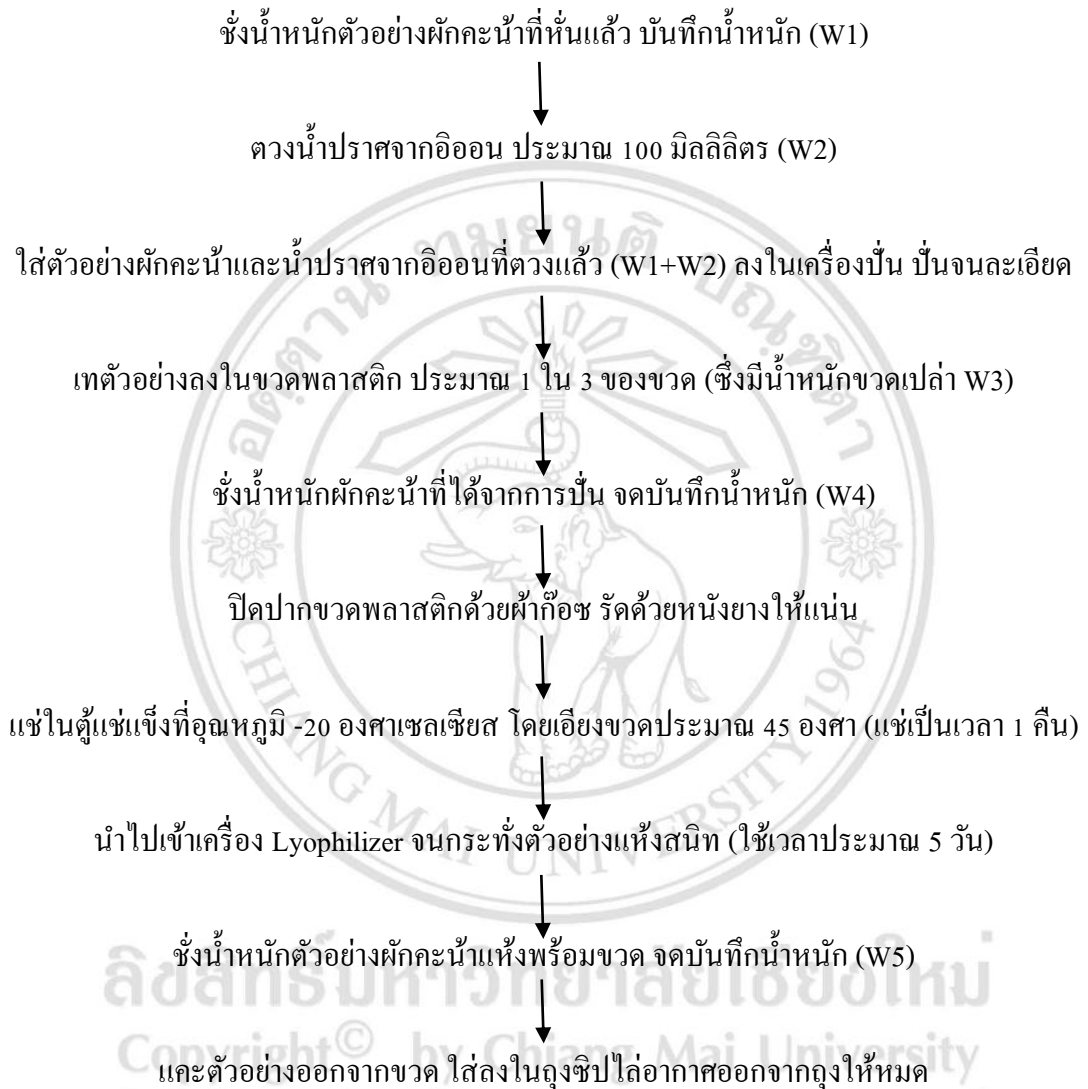 ชั่งน้ำหนักตัวอย่างผักคะน้าที่หั่นแล้ว บันทึกน้ำหนัก (W1)
ตวงน้ำปราศจากอิออน ประมาณ 100 มิลลิลิตร (W2)
ใส่ตัวอย่างผักคะน้าและน้ำปราศจากอิออนที่ตวงแล้ว (W1+W2) ลงในเครื่องปั่น ปั่นจนละเอียด
เทตัวอย่างลงในขวดพลาสติก ประมาณ 1 ใน 3 ของขวด (ซึ่งมีน้ำหนักขวดเปล่า W3)
ชั่งน้ำหนักผักคะน้าที่ได้จากการปั่น จดบันทึกน้ำหนัก (W4)
ปิดปากขวดพลาสติกด้วยผ้าก๊อซ รัดด้วยหนังยางให้แน่น
แช่ในตู้แช่แข็งที่อุณหภูมิ -20 องศาเซลเซียส โดยเอียงขวดประมาณ 45 องศา (แช่เป็นเวลา 1 คืน)
นำไปเข้าเครื่อง Lyophilizer จนกระทั่งตัวอย่างแห้งสนิท (ใช้เวลาประมาณ 5 วัน)
ชั่งน้ำหนักตัวอย่างผักคะน้าแห้งพร้อมขวด จดบันทึกน้ำหนัก (W5)
แคะตัวอย่างออกจากขวด ใส่ลงในถุงซิปไล่อากาศออกจากถุงให้หมด
อตฺตานํ ทมยนฺติ ปณฺฑิตา
CHIANG MAI UNIVERSITY 1964
ลิขสิทธิ์มหาวิทยาลัยเชียงใหม่
Copyright© by Chiang Mai University